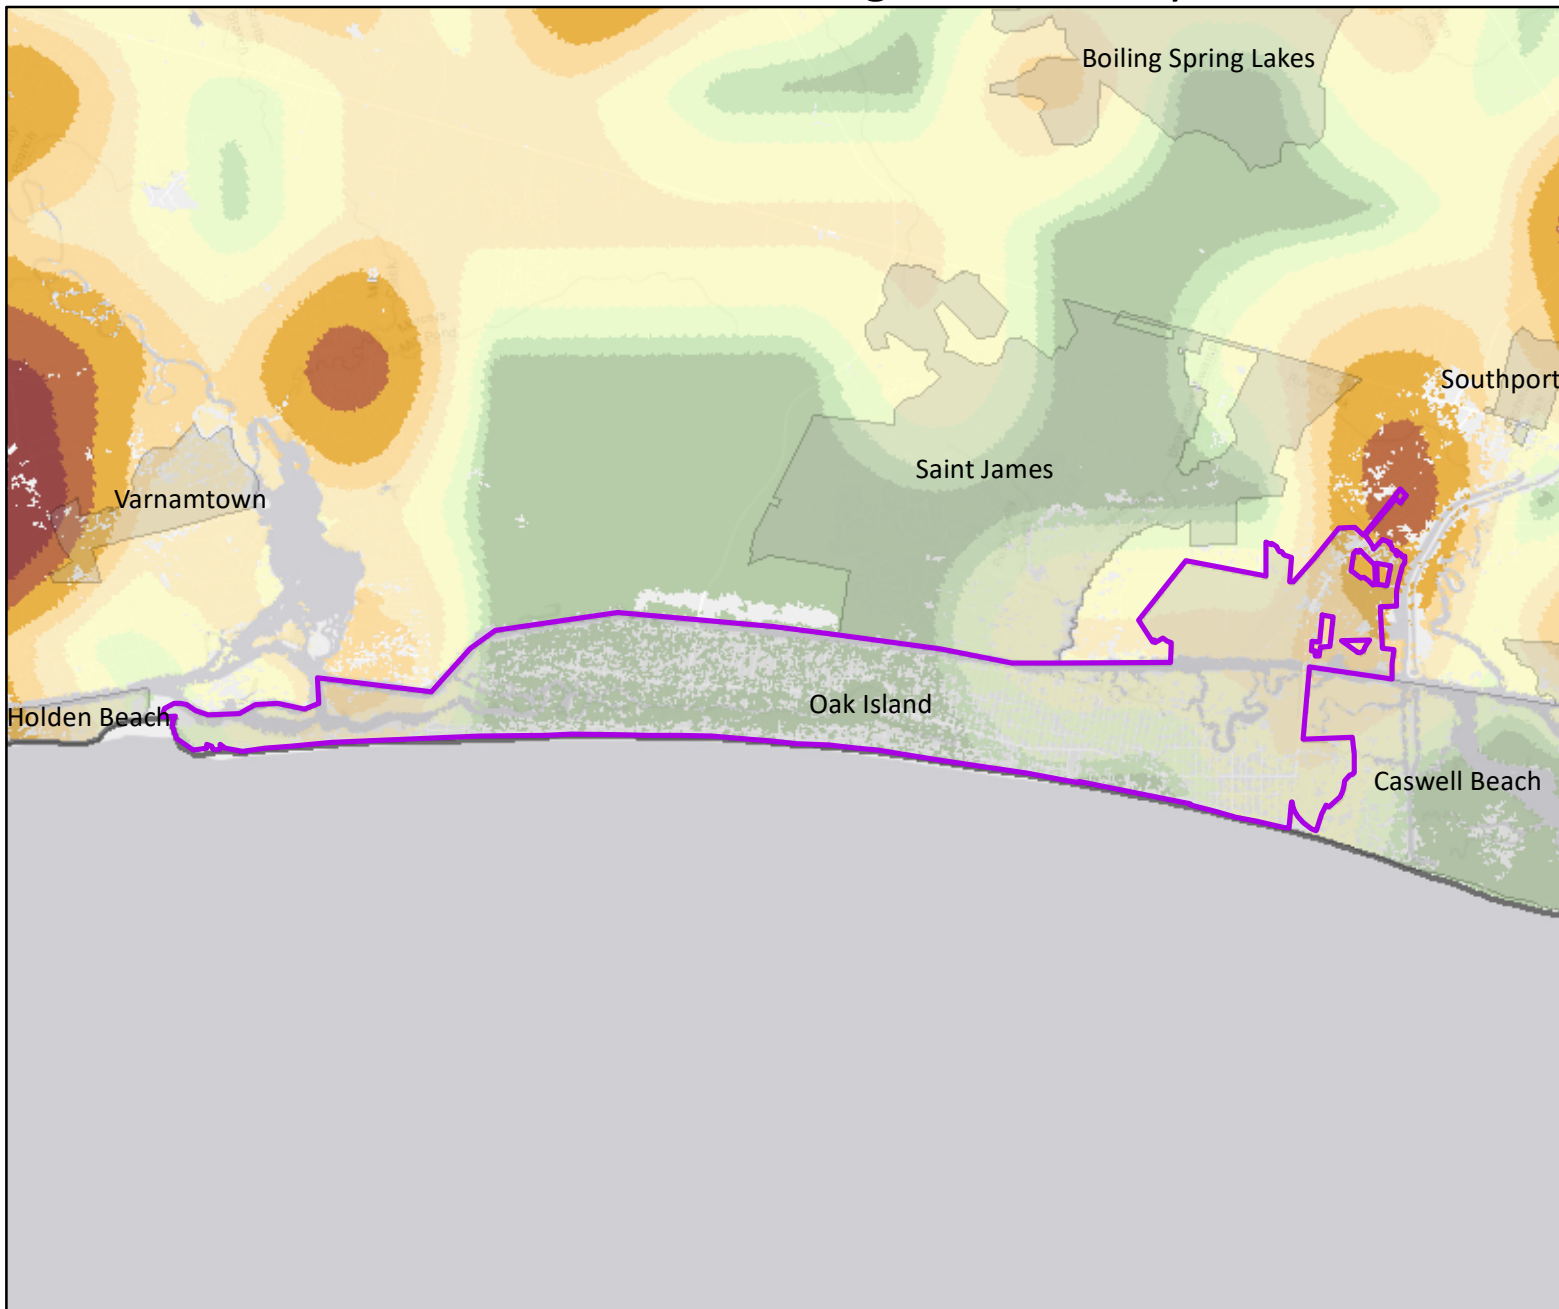 Boiling Spring Lakes
Southport
Saint James
Varnamtown
Oak Island
Holden Beach
Caswell Beach